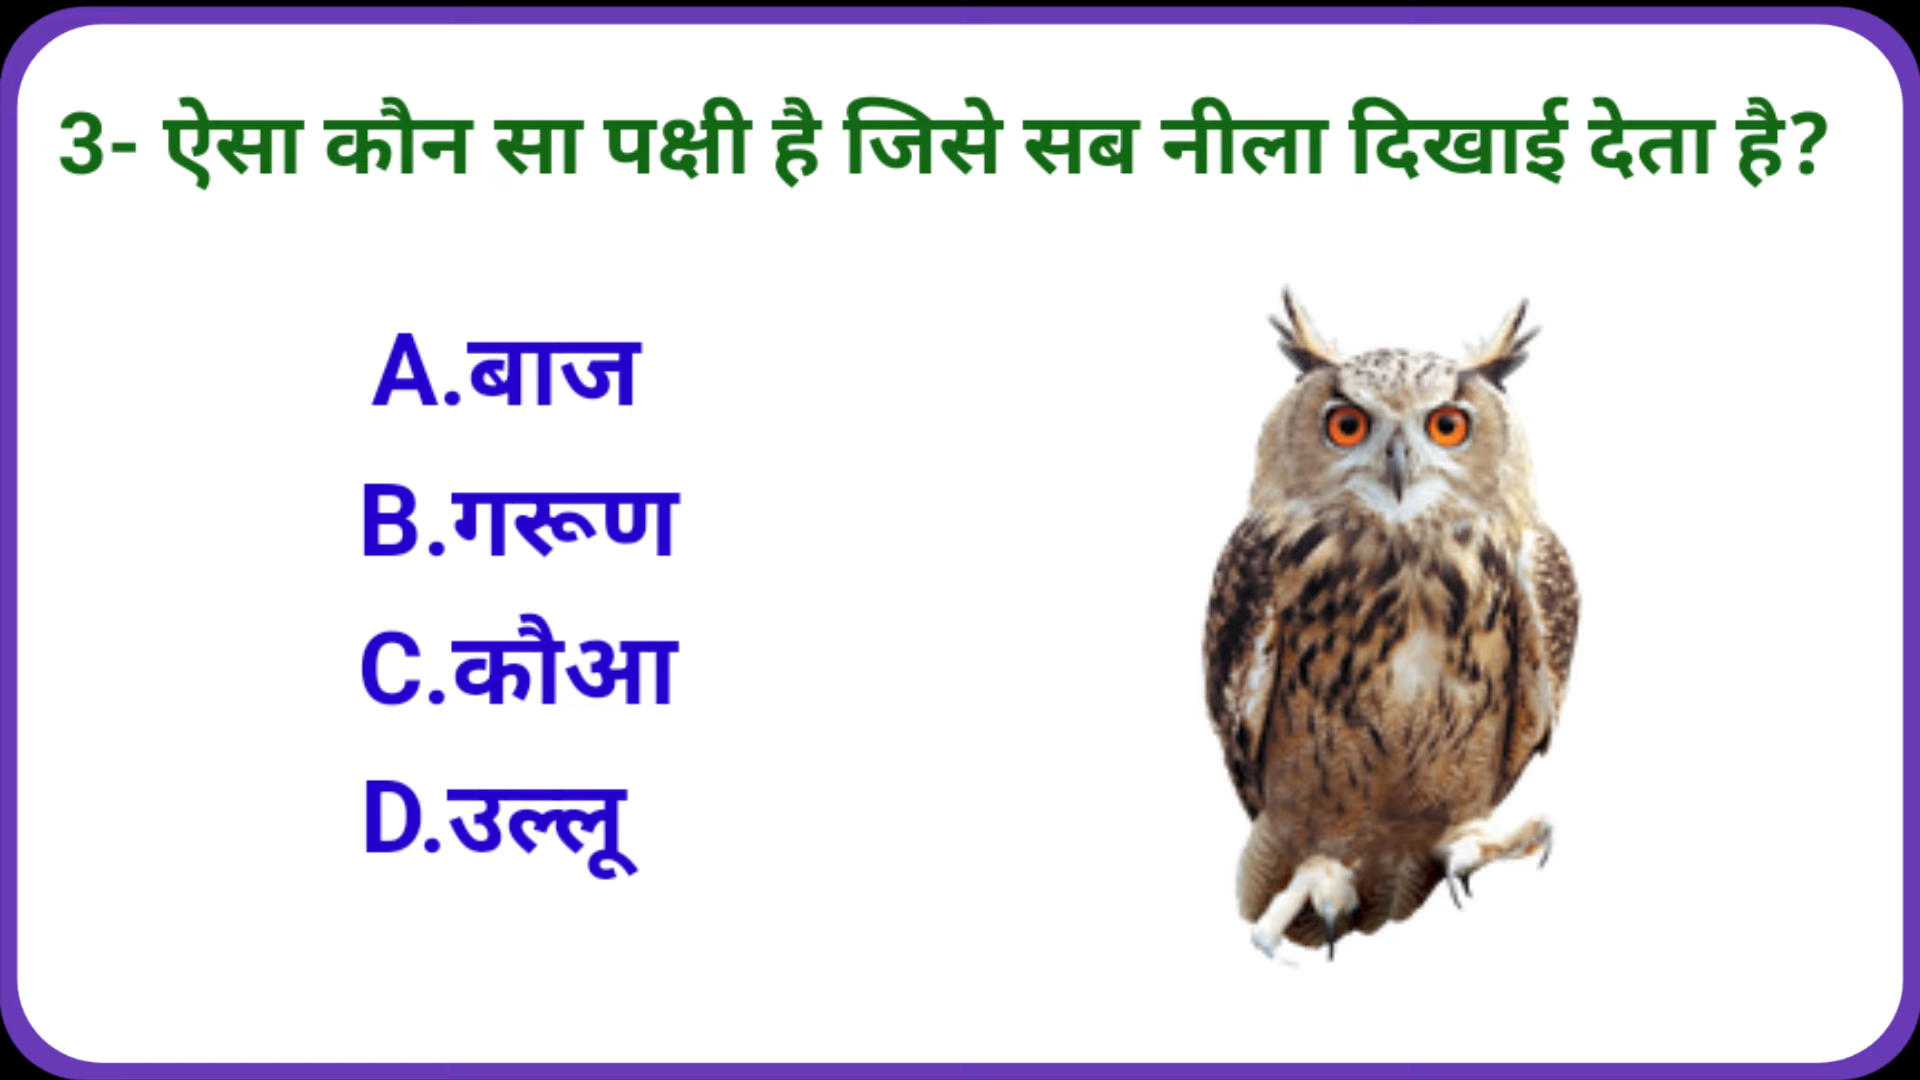 3- ऐसा कौन सा पक्षी है जिसे सब नीला दिखाई देता है?
A.बाज
B.गरूण
C.कौआ
D.उल्लू